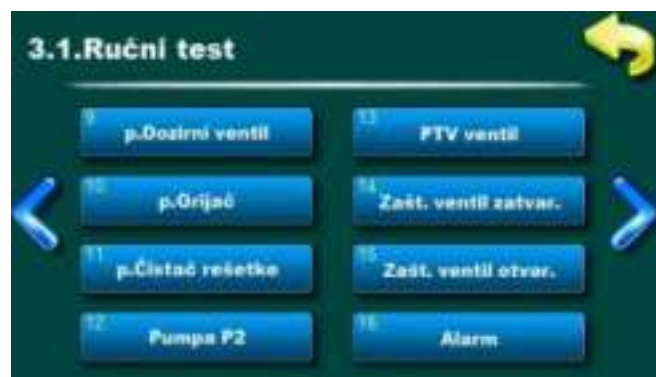 3.1.Ručni test
9
p.Dozirni ventil
10
p.Grijač
11
p.Čistač rešetke
12
Pumpa P2
13
PTV ventil
14
Zašt. ventil zatvar.
15
Zašt. ventil otvar.
16
Alarm